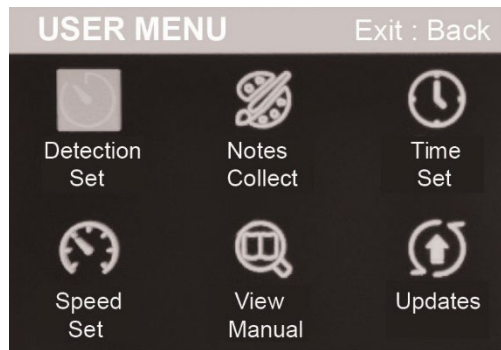 USER MENU Exit : Back
Detection Set
Notes Collect
Time Set
Speed Set
View Manual
Updates